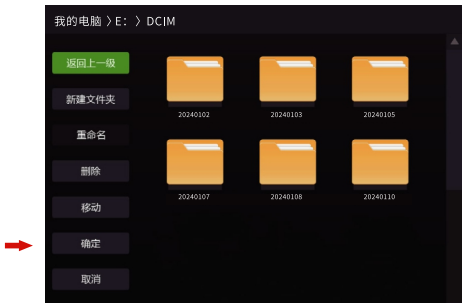 我的电脑 〉E: 〉 DCIM
返回上一级
新建文件夹
重命名
删除
移动
确定
取消
20240102
20240103
20240105
20240107
20240108
20240110